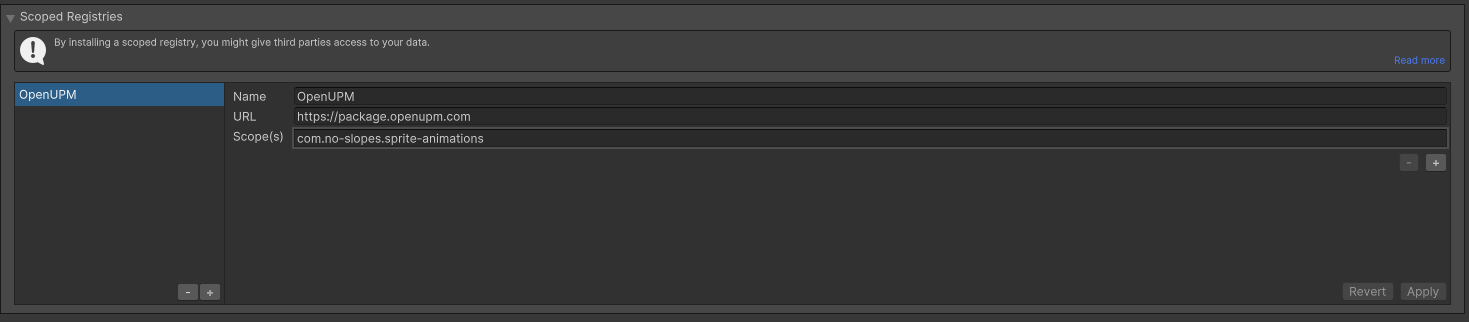 Scoped Registries
By installing a scoped registry, you might give third parties access to your data.
Read more
OpenUPM
Name OpenUPM
URL https://package.openupm.com
Scope(s) com.no-slopes.sprite-animations
- +
- +
Revert Apply